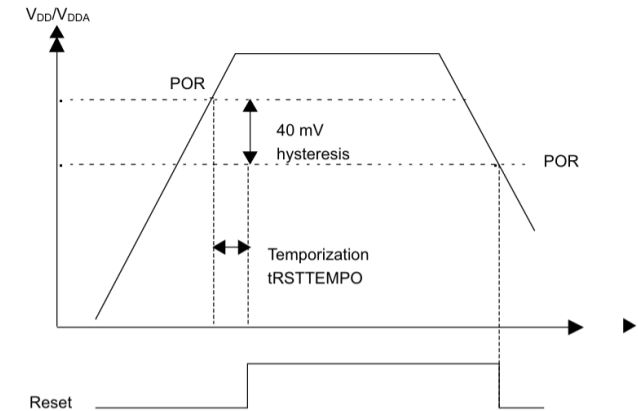 VDD/VDDA
POR
40 mV
hysteresis
POR
Temporization
tRSTTEMPO
Reset